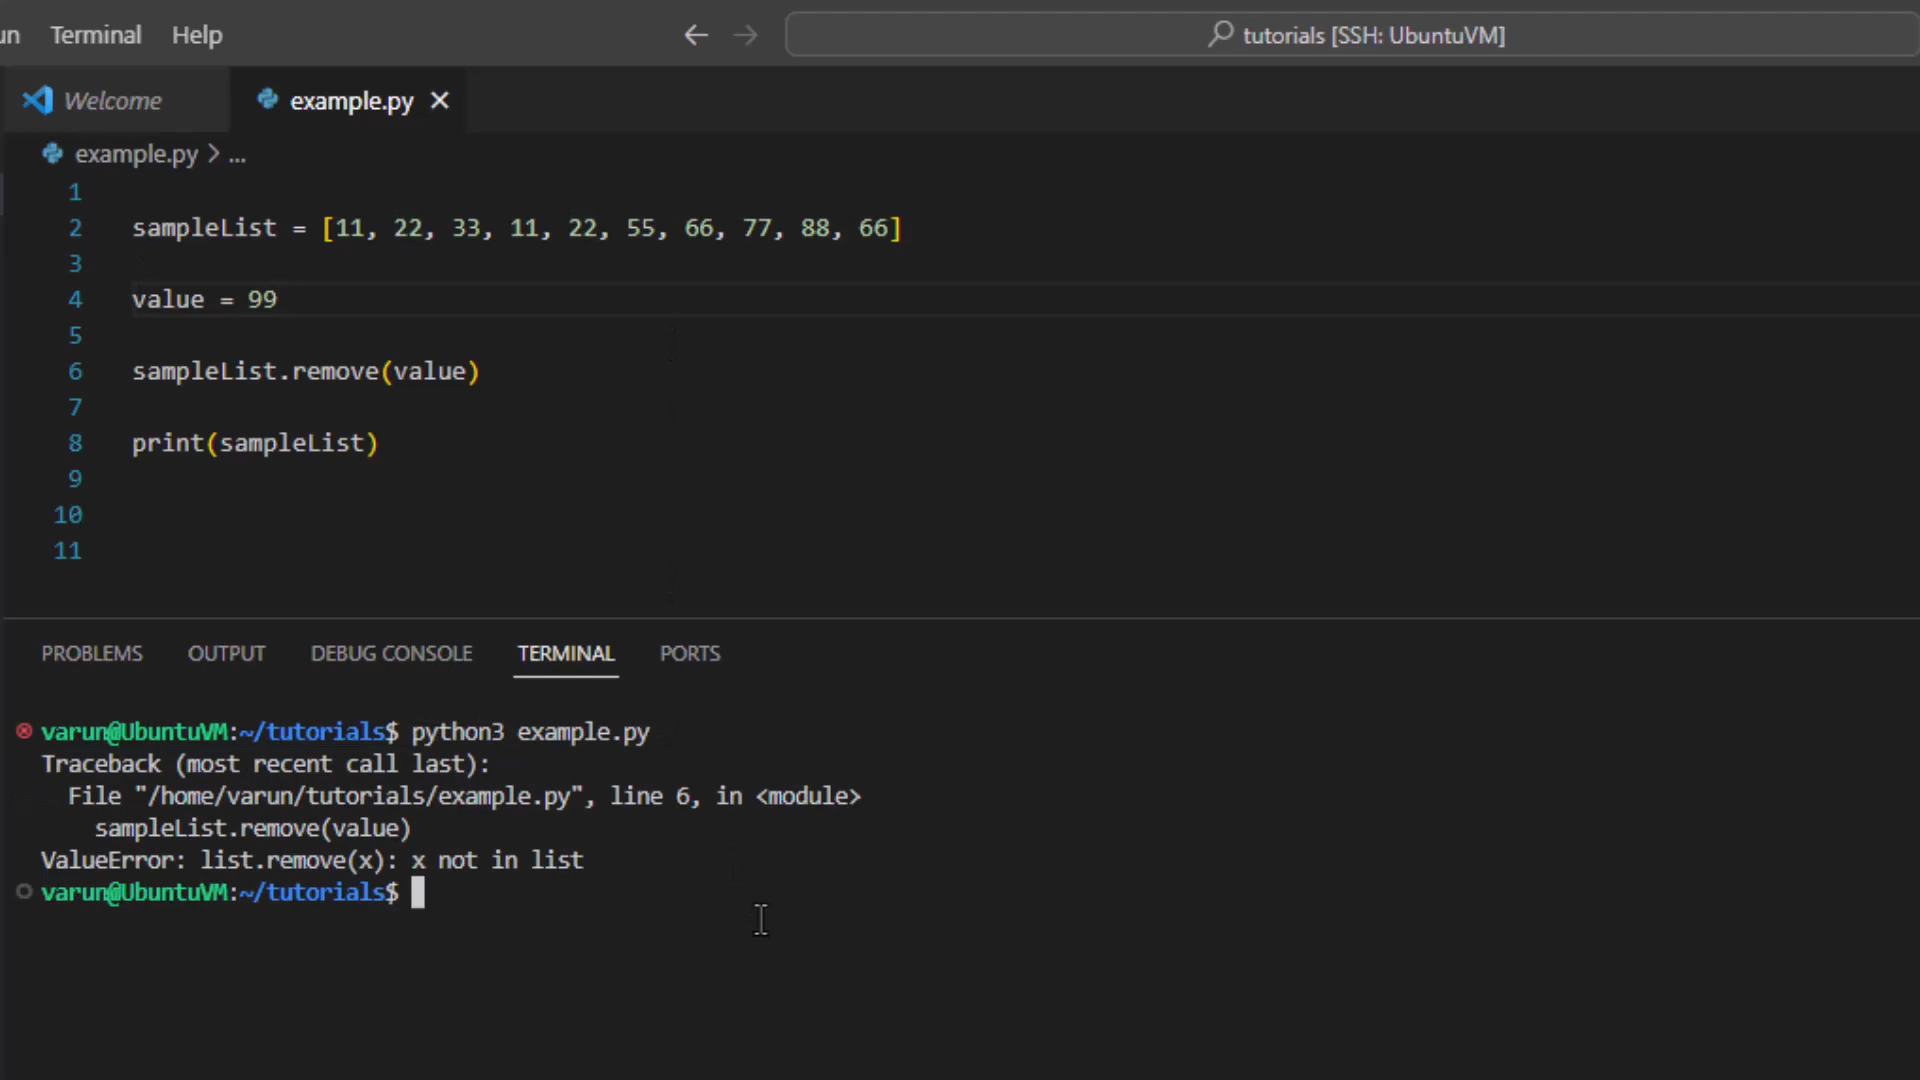 un Terminal Help tutorials [SSH: UbuntuVM]
Welcome example.py
example.py > ...
1
2 sampleList = [11, 22, 33, 11, 22, 55, 66, 77, 88, 66]
3
4 value = 99
5
6 sampleList.remove(value)
7
8 print(sampleList)
9
10
11
PROBLEMS OUTPUT DEBUG CONSOLE TERMINAL PORTS
varun@UbuntuVM:~/tutorials$ python3 example.py
Traceback (most recent call last):
File "/home/varun/tutorials/example.py", line 6, in <module>
sampleList.remove(value)
ValueError: list.remove(x): x not in list
varun@UbuntuVM:~/tutorials$